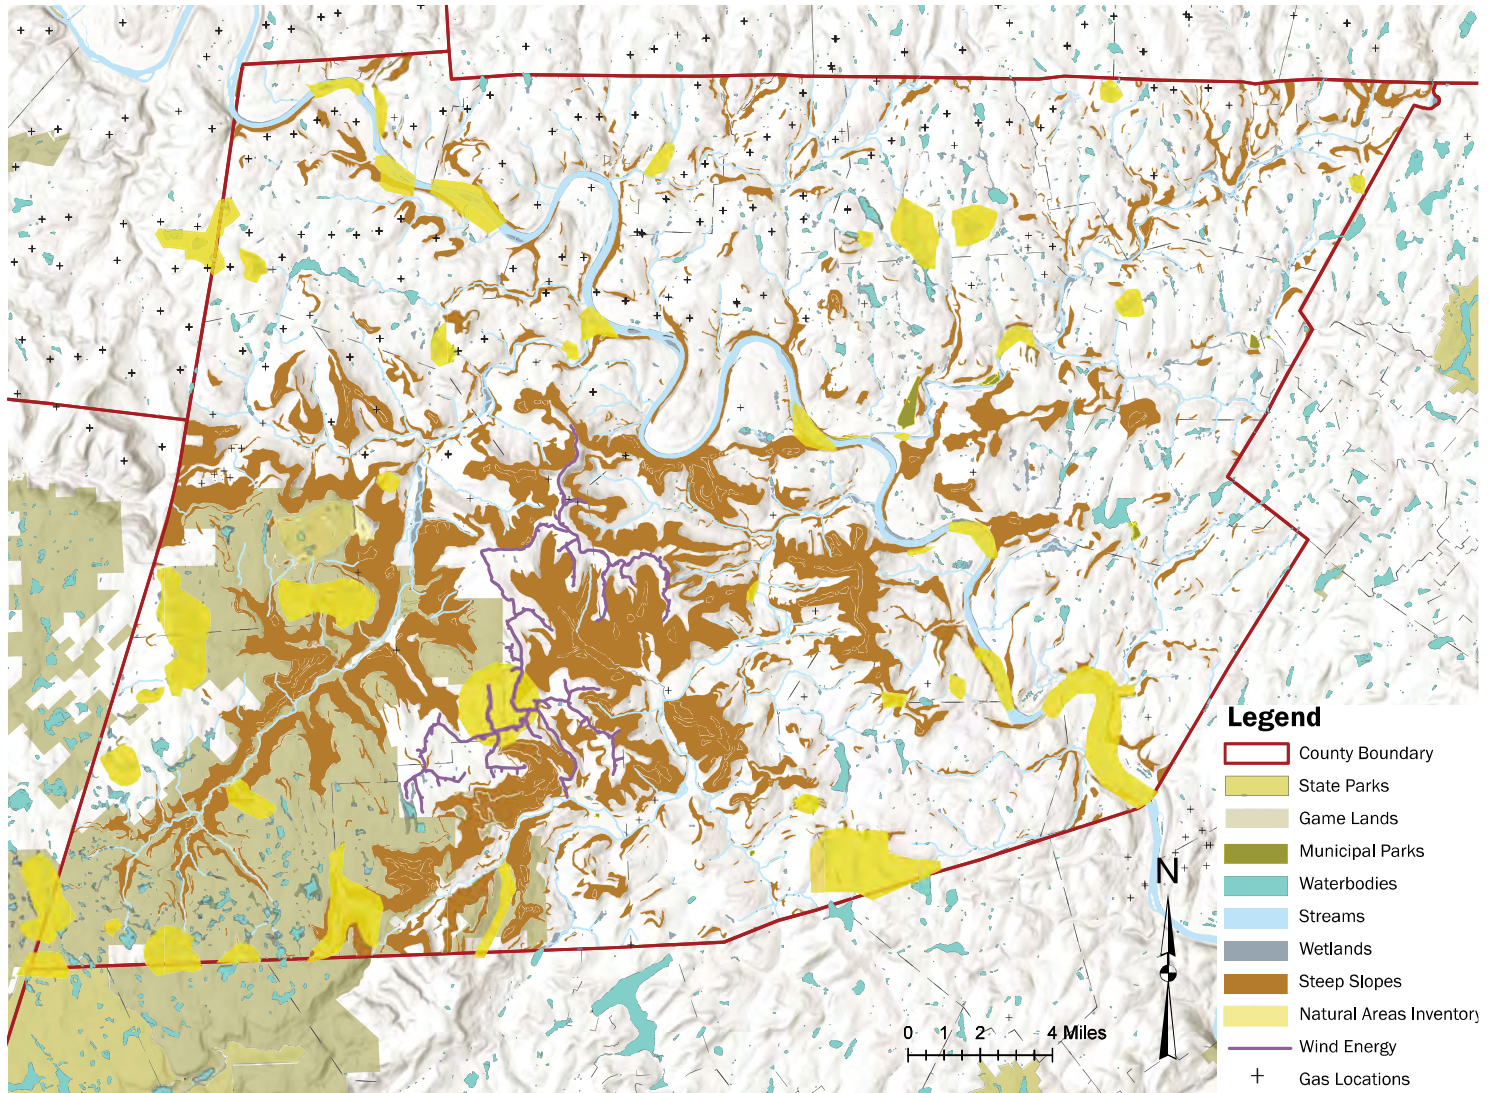 Legend
County Boundary
State Parks
Game Lands
Municipal Parks
Waterbodies
Streams
Wetlands
Steep Slopes
Natural Areas Inventory
Wind Energy
Gas Locations
N
0 1 2 4 Miles